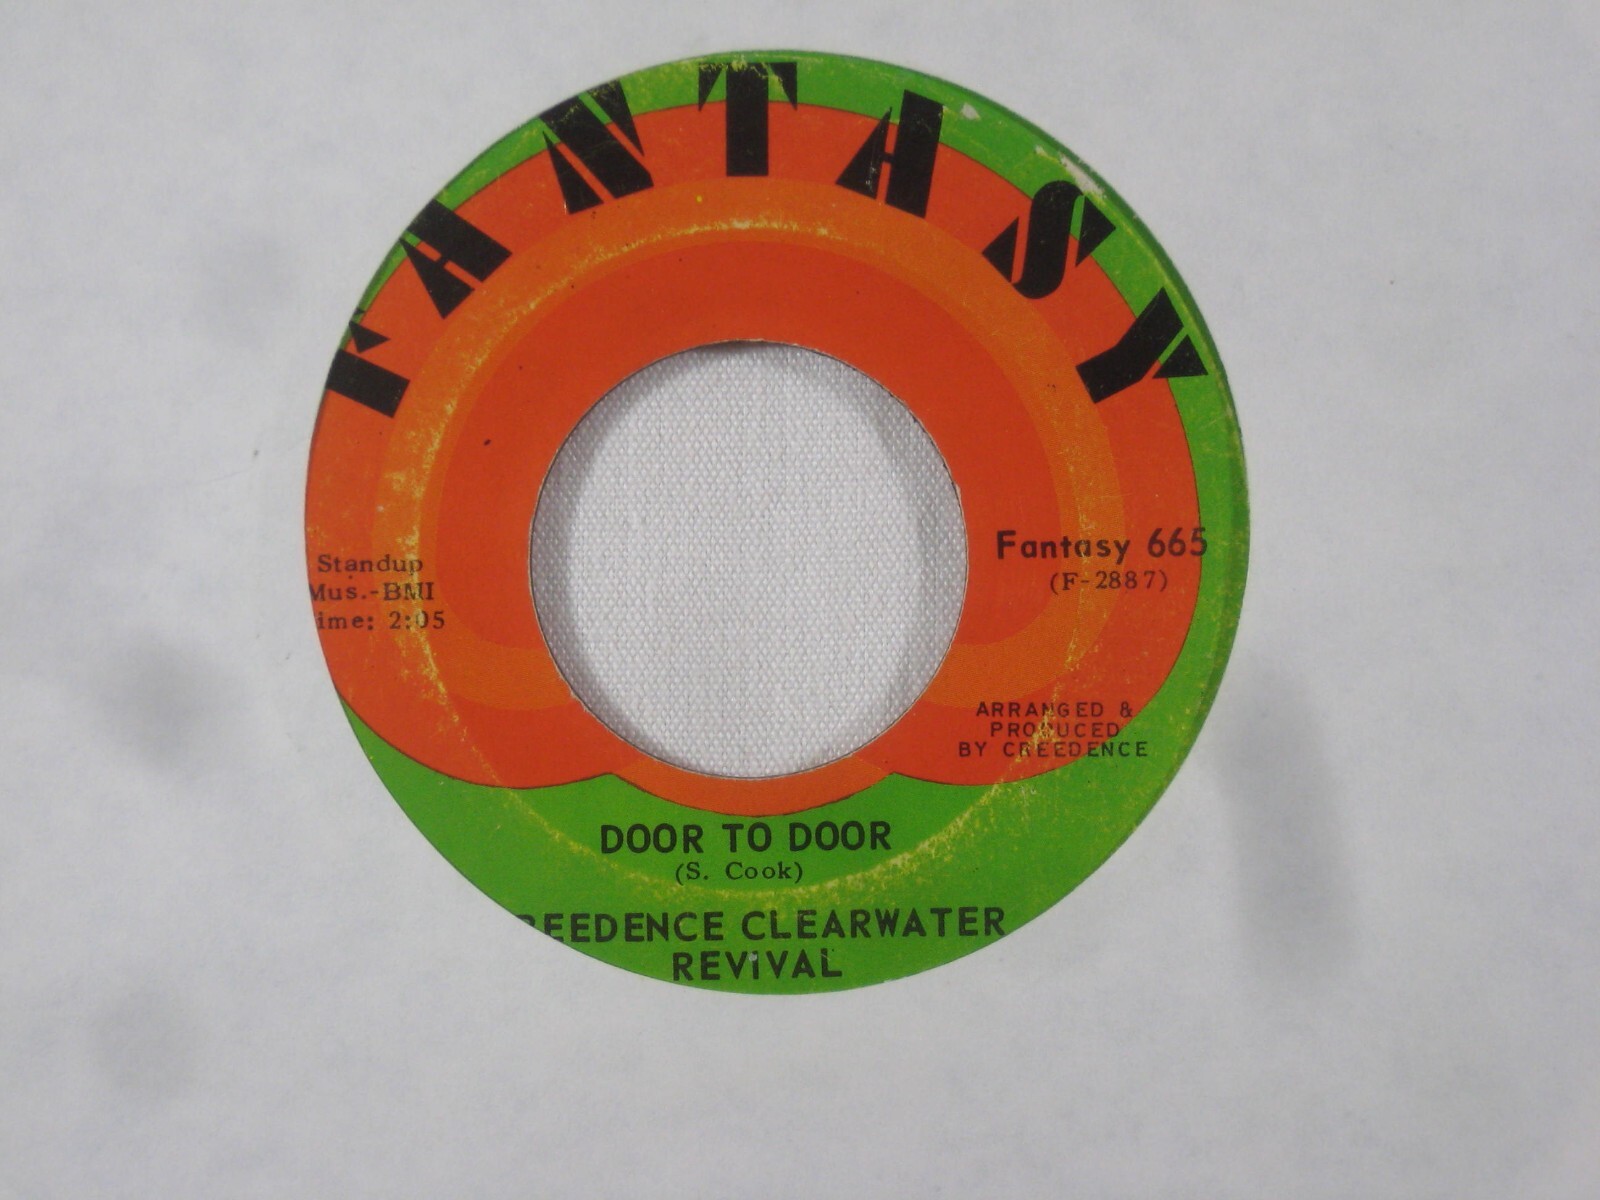 FANTASY
Standup
Mus.-BMI
ime: 2:05
Fantasy 665
(F-2887)
ARRANGED &
PRODUCED
BY CREEDENCE
DOOR TO DOOR
(S. Cook)
REEDENCE CLEARWATER
REVIVAL